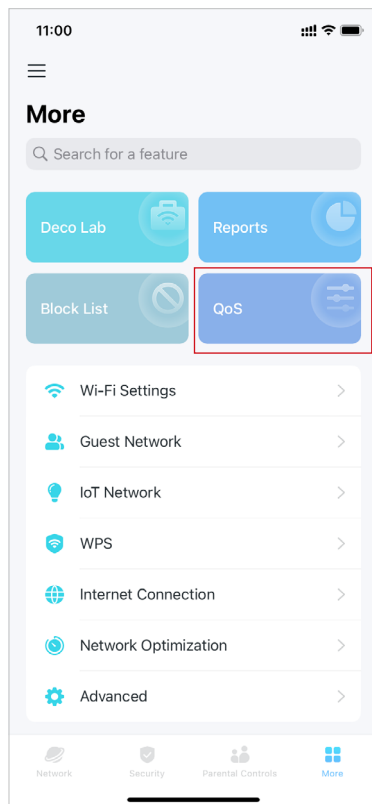 11:00
More
Search for a feature
Deco Lab
Reports
Block List
QoS
Wi-Fi Settings
Guest Network
IoT Network
WPS
Internet Connection
Network Optimization
Advanced
Network Security Parental Controls More